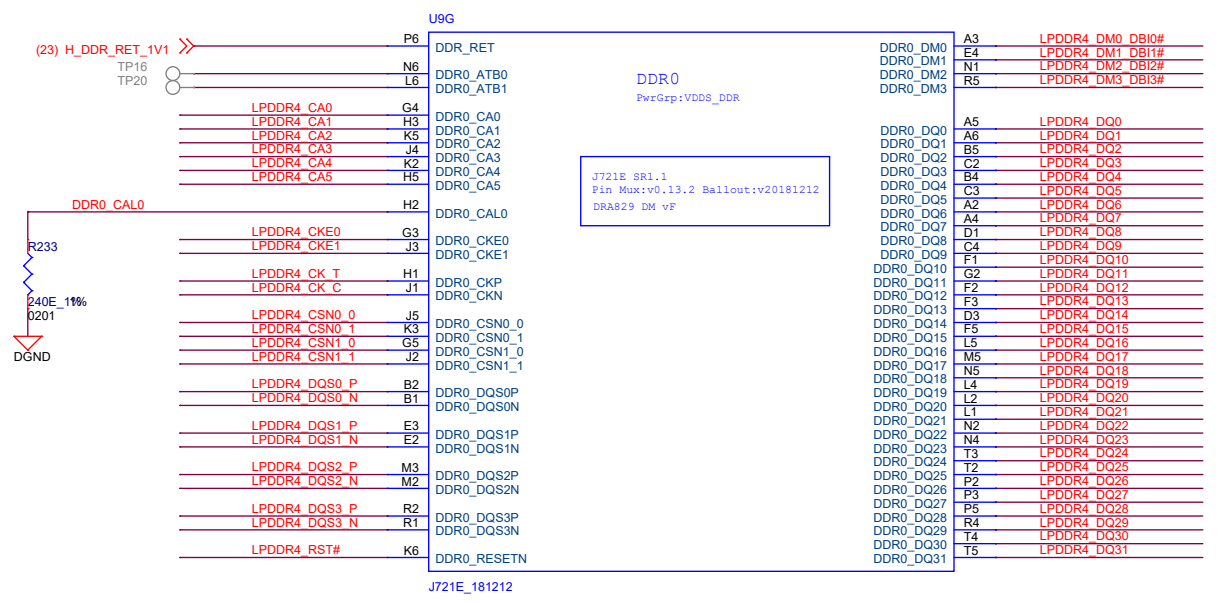 U9G
(23) H_DDR_RET_1V1 P6 DDR_RET
TP16 N6 DDR0_ATB0
TP20 L6 DDR0_ATB1
LPDDR4_CA0 G4 DDR0_CA0
LPDDR4_CA1 H3 DDR0_CA1
LPDDR4_CA2 K5 DDR0_CA2
LPDDR4_CA3 J4 DDR0_CA3
LPDDR4_CA4 K2 DDR0_CA4
LPDDR4_CA5 H5 DDR0_CA5
DDR0_CAL0 H2 DDR0_CAL0
R233
240E_1%
1%
0201
DGND
LPDDR4_CKE0 G3 DDR0_CKE0
LPDDR4_CKE1 J3 DDR0_CKE1
LPDDR4_CK_T H1 DDR0_CKP
LPDDR4_CK_C J1 DDR0_CKN
LPDDR4_CSN0_0 J5 DDR0_CSN0_0
LPDDR4_CSN0_1 K3 DDR0_CSN0_1
LPDDR4_CSN1_0 G5 DDR0_CSN1_0
LPDDR4_CSN1_1 J2 DDR0_CSN1_1
LPDDR4_DQS0_P B2 DDR0_DQS0P
LPDDR4_DQS0_N B1 DDR0_DQS0N
LPDDR4_DQS1_P E3 DDR0_DQS1P
LPDDR4_DQS1_N E2 DDR0_DQS1N
LPDDR4_DQS2_P M3 DDR0_DQS2P
LPDDR4_DQS2_N M2 DDR0_DQS2N
LPDDR4_DQS3_P R2 DDR0_DQS3P
LPDDR4_DQS3_N R1 DDR0_DQS3N
LPDDR4_RST# K6 DDR0_RESETN
DDR0
PwrGrp:VDDS_DDR
J721E SR1.1
Pin Mux:v0.13.2 Ballout:v20181212
DRA829 DM vF
DDR0_DM0 A3 LPDDR4_DM0_DBI0#
DDR0_DM1 E4 LPDDR4_DM1_DBI1#
DDR0_DM2 N1 LPDDR4_DM2_DBI2#
DDR0_DM3 R5 LPDDR4_DM3_DBI3#
DDR0_DQ0 A5 LPDDR4_DQ0
DDR0_DQ1 A6 LPDDR4_DQ1
DDR0_DQ2 B5 LPDDR4_DQ2
DDR0_DQ3 C2 LPDDR4_DQ3
DDR0_DQ4 B4 LPDDR4_DQ4
DDR0_DQ5 C3 LPDDR4_DQ5
DDR0_DQ6 A2 LPDDR4_DQ6
DDR0_DQ7 A4 LPDDR4_DQ7
DDR0_DQ8 D1 LPDDR4_DQ8
DDR0_DQ9 C4 LPDDR4_DQ9
DDR0_DQ10 F1 LPDDR4_DQ10
DDR0_DQ11 G2 LPDDR4_DQ11
DDR0_DQ12 F2 LPDDR4_DQ12
DDR0_DQ13 F3 LPDDR4_DQ13
DDR0_DQ14 D3 LPDDR4_DQ14
DDR0_DQ15 F5 LPDDR4_DQ15
DDR0_DQ16 L5 LPDDR4_DQ16
DDR0_DQ17 M5 LPDDR4_DQ17
DDR0_DQ18 N5 LPDDR4_DQ18
DDR0_DQ19 L4 LPDDR4_DQ19
DDR0_DQ20 L2 LPDDR4_DQ20
DDR0_DQ21 L1 LPDDR4_DQ21
DDR0_DQ22 N2 LPDDR4_DQ22
DDR0_DQ23 N4 LPDDR4_DQ23
DDR0_DQ24 T3 LPDDR4_DQ24
DDR0_DQ25 T2 LPDDR4_DQ25
DDR0_DQ26 P2 LPDDR4_DQ26
DDR0_DQ27 P3 LPDDR4_DQ27
DDR0_DQ28 P5 LPDDR4_DQ28
DDR0_DQ29 R4 LPDDR4_DQ29
DDR0_DQ30 T4 LPDDR4_DQ30
DDR0_DQ31 T5 LPDDR4_DQ31
J721E_181212